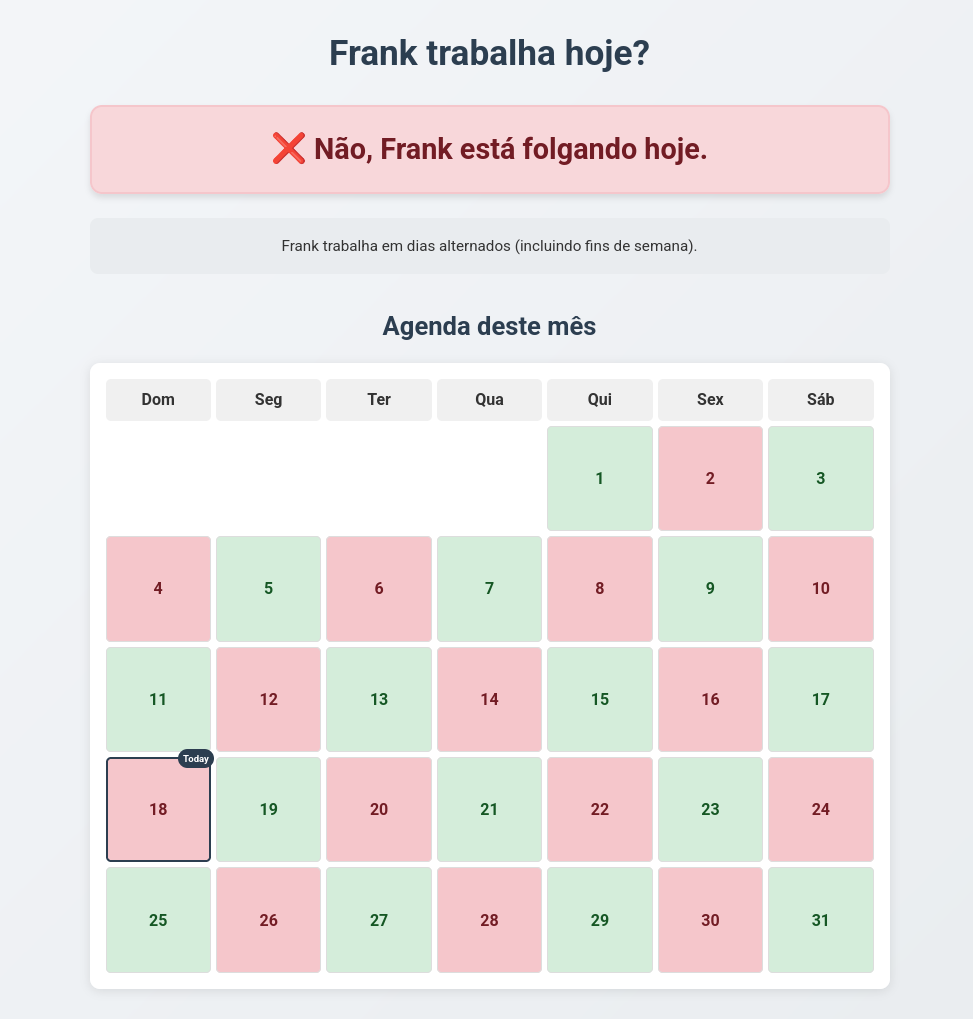 Frank trabalha hoje?
❌ Não, Frank está folgando hoje.
Frank trabalha em dias alternados (incluindo fins de semana).
Agenda deste mês
Dom Seg Ter Qua Qui Sex Sáb
1 2 3
4 5 6 7 8 9 10
11 12 13 14 15 16 17
Today
18 19 20 21 22 23 24
25 26 27 28 29 30 31